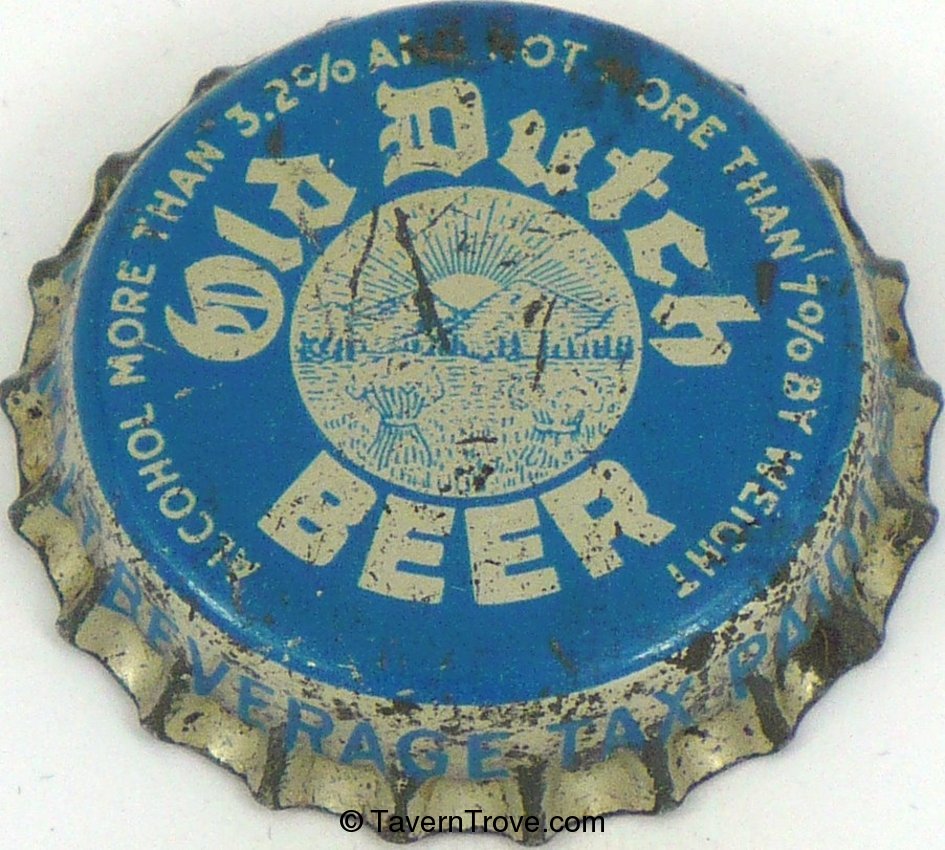 ALCOHOL MORE THAN 3.2% AND NOT MORE THAN 7% BY WEIGHT
Old Dutch
BEER
BEVERAGE TAX PAID
© TavernTrove.com